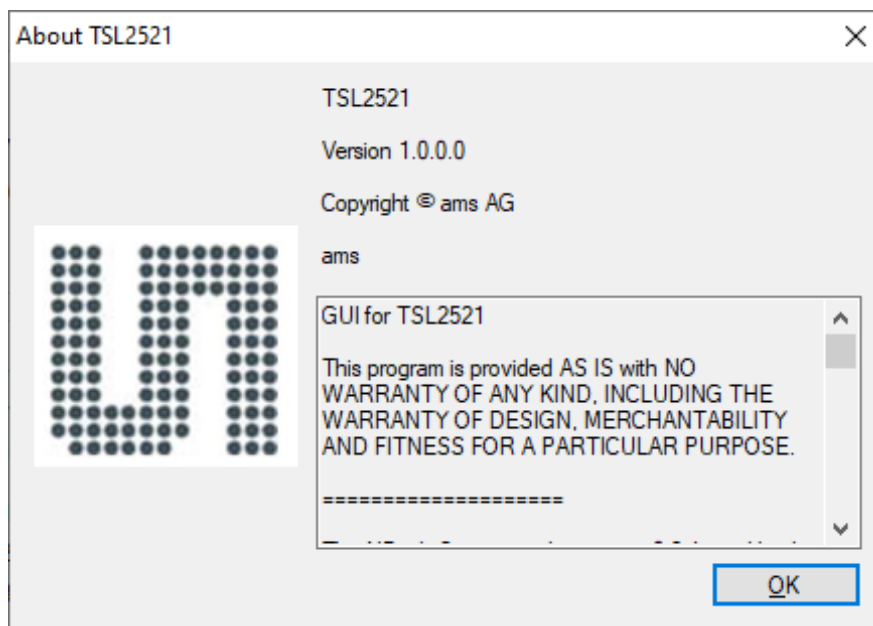 About TSL2521
TSL2521
Version 1.0.0.0
Copyright © ams AG
ams
GUI for TSL2521
This program is provided AS IS with NO
WARRANTY OF ANY KIND, INCLUDING THE
WARRANTY OF DESIGN, MERCHANTABILITY
AND FITNESS FOR A PARTICULAR PURPOSE.
====================
OK